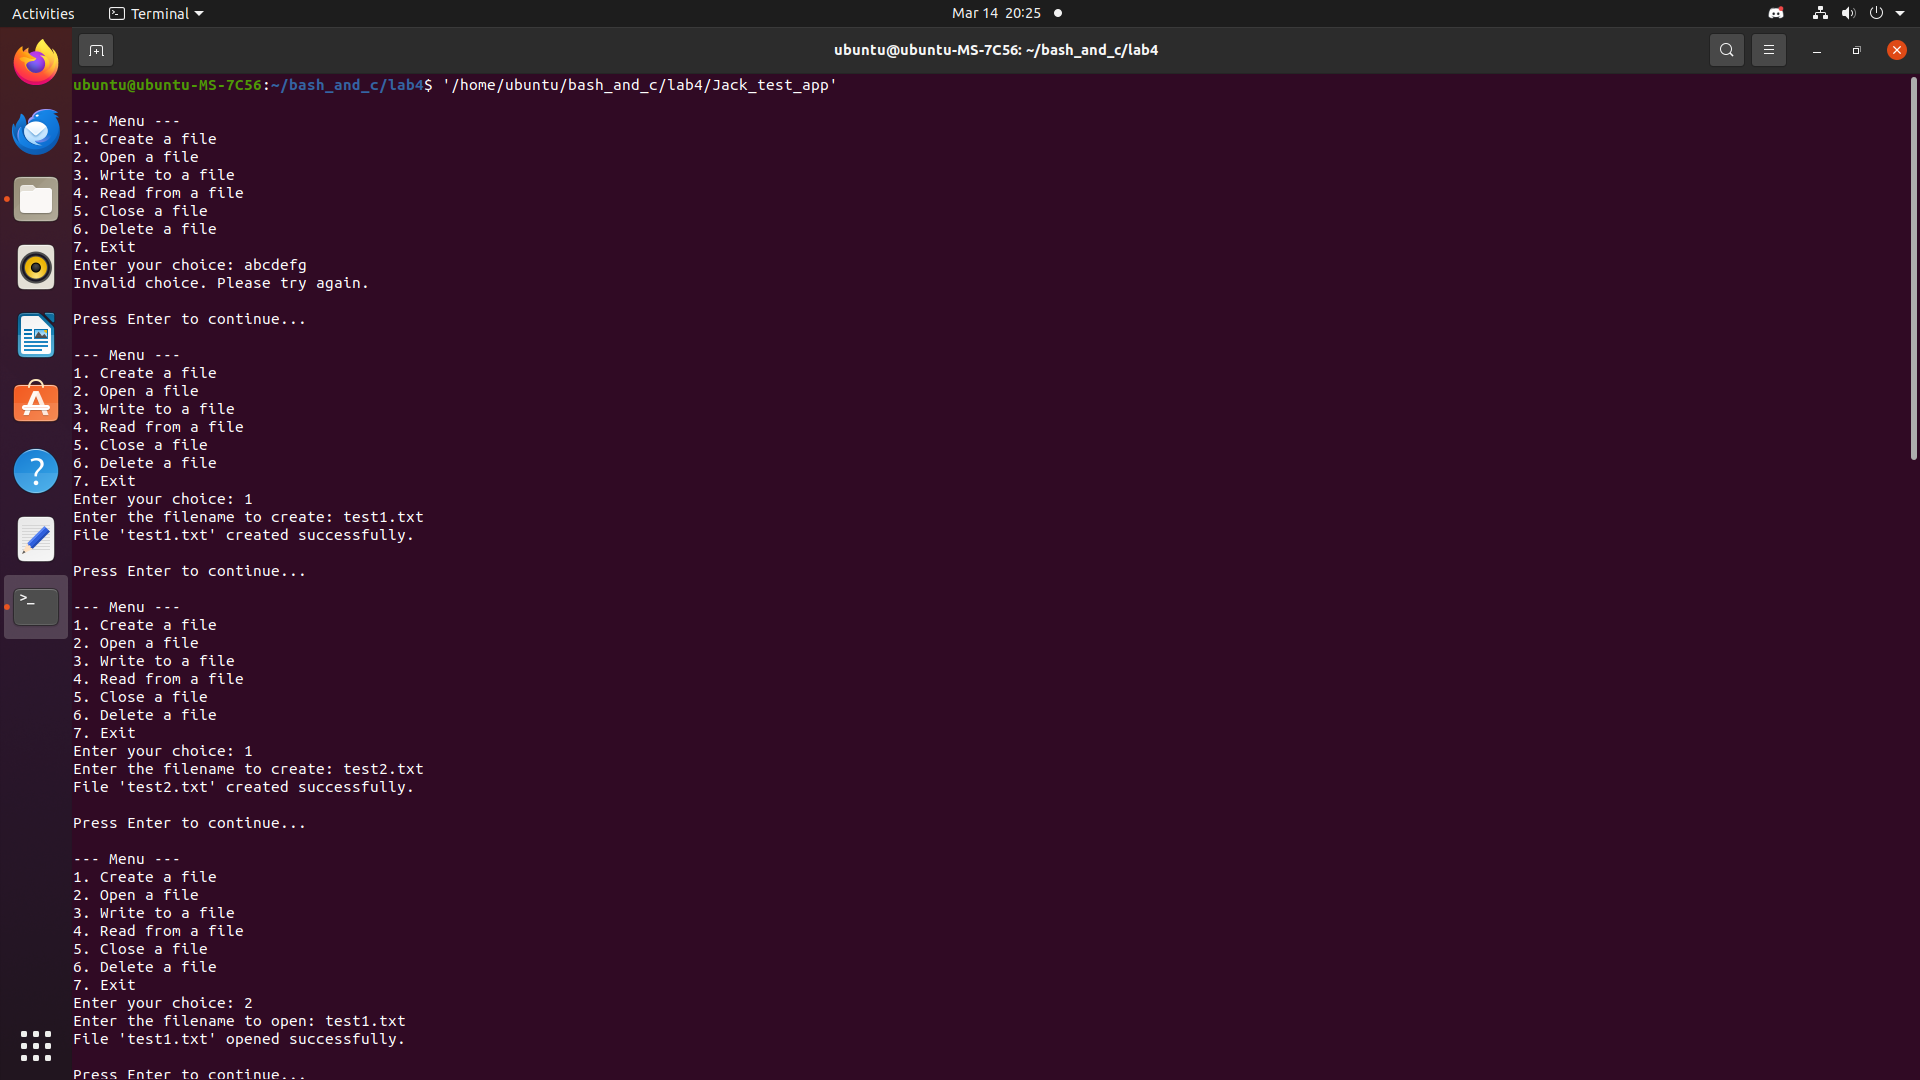 Activities
Terminal
Mar 14 20:25
ubuntu@ubuntu-MS-7C56: ~/bash_and_c/lab4
ubuntu@ubuntu-MS-7C56:~/bash_and_c/lab4$ '/home/ubuntu/bash_and_c/lab4/Jack_test_app'
--- Menu ---
1. Create a file
2. Open a file
3. Write to a file
4. Read from a file
5. Close a file
6. Delete a file
7. Exit
Enter your choice: abcdefg
Invalid choice. Please try again.
Press Enter to continue...
--- Menu ---
1. Create a file
2. Open a file
3. Write to a file
4. Read from a file
5. Close a file
6. Delete a file
7. Exit
Enter your choice: 1
Enter the filename to create: test1.txt
File 'test1.txt' created successfully.
Press Enter to continue...
--- Menu ---
1. Create a file
2. Open a file
3. Write to a file
4. Read from a file
5. Close a file
6. Delete a file
7. Exit
Enter your choice: 1
Enter the filename to create: test2.txt
File 'test2.txt' created successfully.
Press Enter to continue...
--- Menu ---
1. Create a file
2. Open a file
3. Write to a file
4. Read from a file
5. Close a file
6. Delete a file
7. Exit
Enter your choice: 2
Enter the filename to open: test1.txt
File 'test1.txt' opened successfully.
Press Enter to continue...